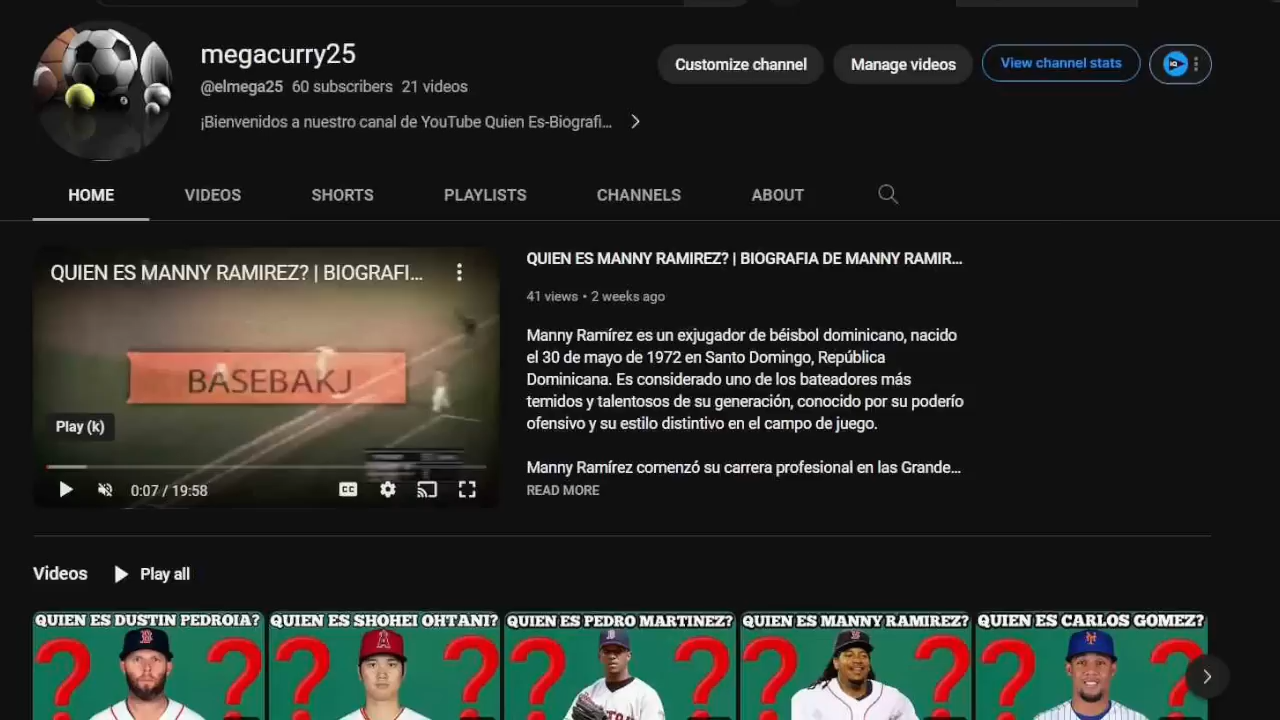 megacurry25
Customize channel
Manage videos
View channel stats
@elmega25 60 subscribers 21 videos
¡Bienvenidos a nuestro canal de YouTube Quien Es-Biografi...
HOME
VIDEOS
SHORTS
PLAYLISTS
CHANNELS
ABOUT
QUIEN ES MANNY RAMIREZ? | BIOGRAFI...
BASEBAKJ
Play (k)
0:07 / 19:58
CC
QUIEN ES MANNY RAMIREZ? | BIOGRAFIA DE MANNY RAMIR...
41 views • 2 weeks ago
Manny Ramírez es un exjugador de béisbol dominicano, nacido
el 30 de mayo de 1972 en Santo Domingo, República
Dominicana. Es considerado uno de los bateadores más
temidos y talentosos de su generación, conocido por su poderío
ofensivo y su estilo distintivo en el campo de juego.
Manny Ramírez comenzó su carrera profesional en las Grande...
READ MORE
Videos
Play all
QUIEN ES DUSTIN PEDROIA?
QUIEN ES SHOHEI OHTANI?
QUIEN ES PEDRO MARTINEZ?
QUIEN ES MANNY RAMIREZ?
QUIEN ES CARLOS GOMEZ?